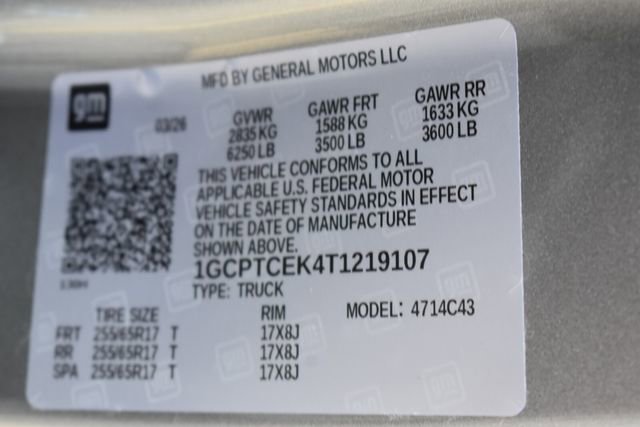 MFD BY GENERAL MOTORS LLC
gm
03/26
GVWR GAWR FRT GAWR RR
2835 KG 1588 KG 1633 KG
6250 LB 3500 LB 3600 LB
THIS VEHICLE CONFORMS TO ALL
APPLICABLE U.S. FEDERAL MOTOR
VEHICLE SAFETY STANDARDS IN EFFECT
ON THE DATE OF MANUFACTURE
SHOWN ABOVE.
1GCPTCEK4T1219107
TYPE: TRUCK
TIRE SIZE RIM MODEL: 4714C43
FRT 255/65R17 T 17X8J
RR 255/65R17 T 17X8J
SPA 255/65R17 T 17X8J